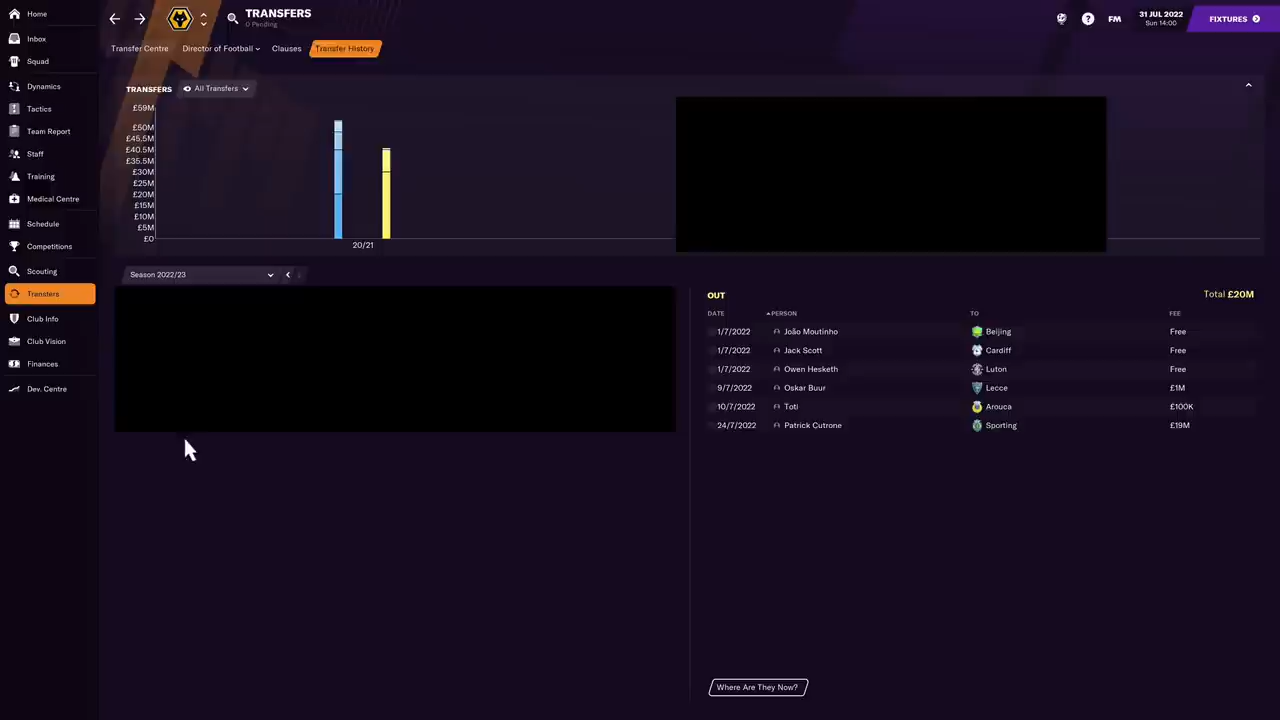 Home
Inbox
Squad
Dynamics
Tactics
Team Report
Staff
Training
Medical Centre
Schedule
Competitions
Scouting
Transfers
Club Info
Club Vision
Finances
Dev. Centre
TRANSFERS
0 Pending
FM
31 JUL 2022
Sun 14:00
FIXTURES
Transfer Centre Director of Football Clauses Transfer History
TRANSFERS All Transfers
£59M
£50M
£45.5M
£40.5M
£35.5M
£30M
£25M
£20M
£15M
£10M
£5M
£0
20/21
Season 2022/23
OUT Total £20M
DATE PERSON TO FEE
1/7/2022 João Moutinho Beijing Free
1/7/2022 Jack Scott Cardiff Free
1/7/2022 Owen Hesketh Luton Free
9/7/2022 Oskar Buur Lecce £1M
10/7/2022 Toti Arouca £100K
24/7/2022 Patrick Cutrone Sporting £19M
Where Are They Now?